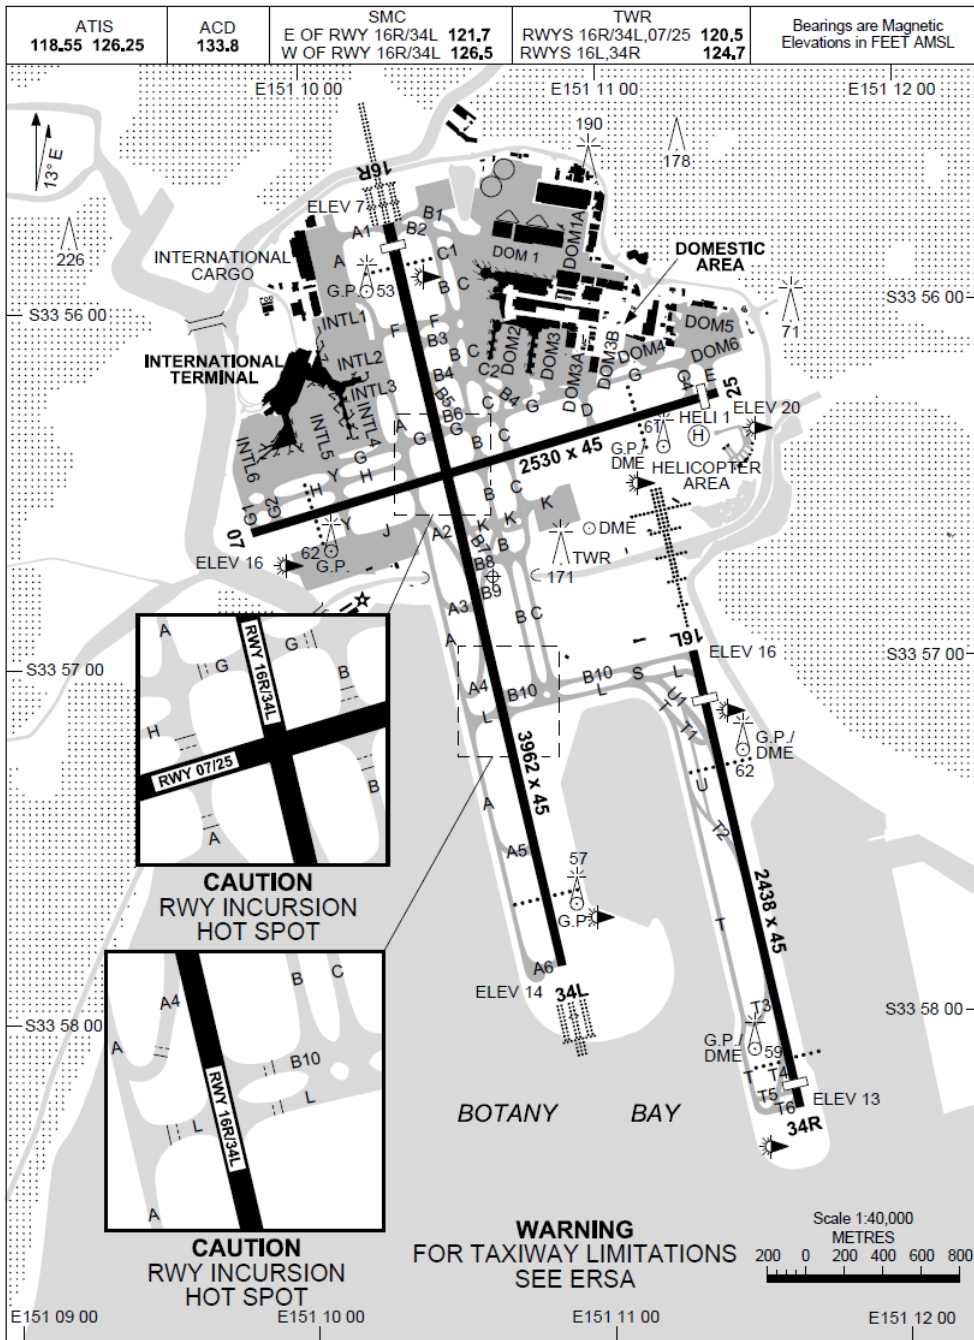 ATIS
118.55 126.25
ACD
133.8
SMC
E OF RWY 16R/34L 121.7
W OF RWY 16R/34L 126.5
TWR
RWYS 16R/34L,07/25 120.5
RWYS 16L,34R 124.7
Bearings are Magnetic
Elevations in FEET AMSL
E151 10 00
E151 11 00
E151 12 00
13° E
190
178
16R
ELEV 7
B1
B2
A1
226
INTERNATIONAL
CARGO
A
C1
G.P.
53
B
C
DOM 1
DOM1A
DOMESTIC
AREA
S33 56 00
S33 56 00
71
INTL1
F
F
B3
INTL2
INTERNATIONAL
TERMINAL
B
C
B4
C2
DOM2
DOM3
DOM3A
DOM3B
DOM4
DOM5
DOM6
INTL3
INTL4
INTL5
INTL6
B5
B6
B4
C
G
D
G
G4
E
25
ELEV 20
A
G
G
B
C
61
HELI 1
H
G.P./
DME
HELICOPTER
AREA
2530 x 45
G
Y
H
H
G1
G2
Y
J
07
ELEV 16
62
G.P.
B
C
K
K
K
A2
B7
B
B8
B9
DME
TWR
171
A3
A
B
C
16L
ELEV 16
S33 57 00
S33 57 00
A4
B10
L
B10
L
S
L
U1
T
T1
G.P./
DME
62
3962 x 45
U
T2
A
G
G
RWY 16R/34L
B
H
RWY 07/25
B
A
CAUTION
RWY INCURSION
HOT SPOT
A
A5
57
G.P.
2438 x 45
T
A6
ELEV 14
34L
S33 58 00
S33 58 00
T3
G.P./
DME
59
T
T4
T5
T6
ELEV 13
34R
A4
B
C
A
B10
L
L
RWY 16R/34L
A
CAUTION
RWY INCURSION
HOT SPOT
BOTANY BAY
WARNING
FOR TAXIWAY LIMITATIONS
SEE ERSA
Scale 1:40,000
METRES
200 0 200 400 600 800
E151 09 00
E151 10 00
E151 11 00
E151 12 00